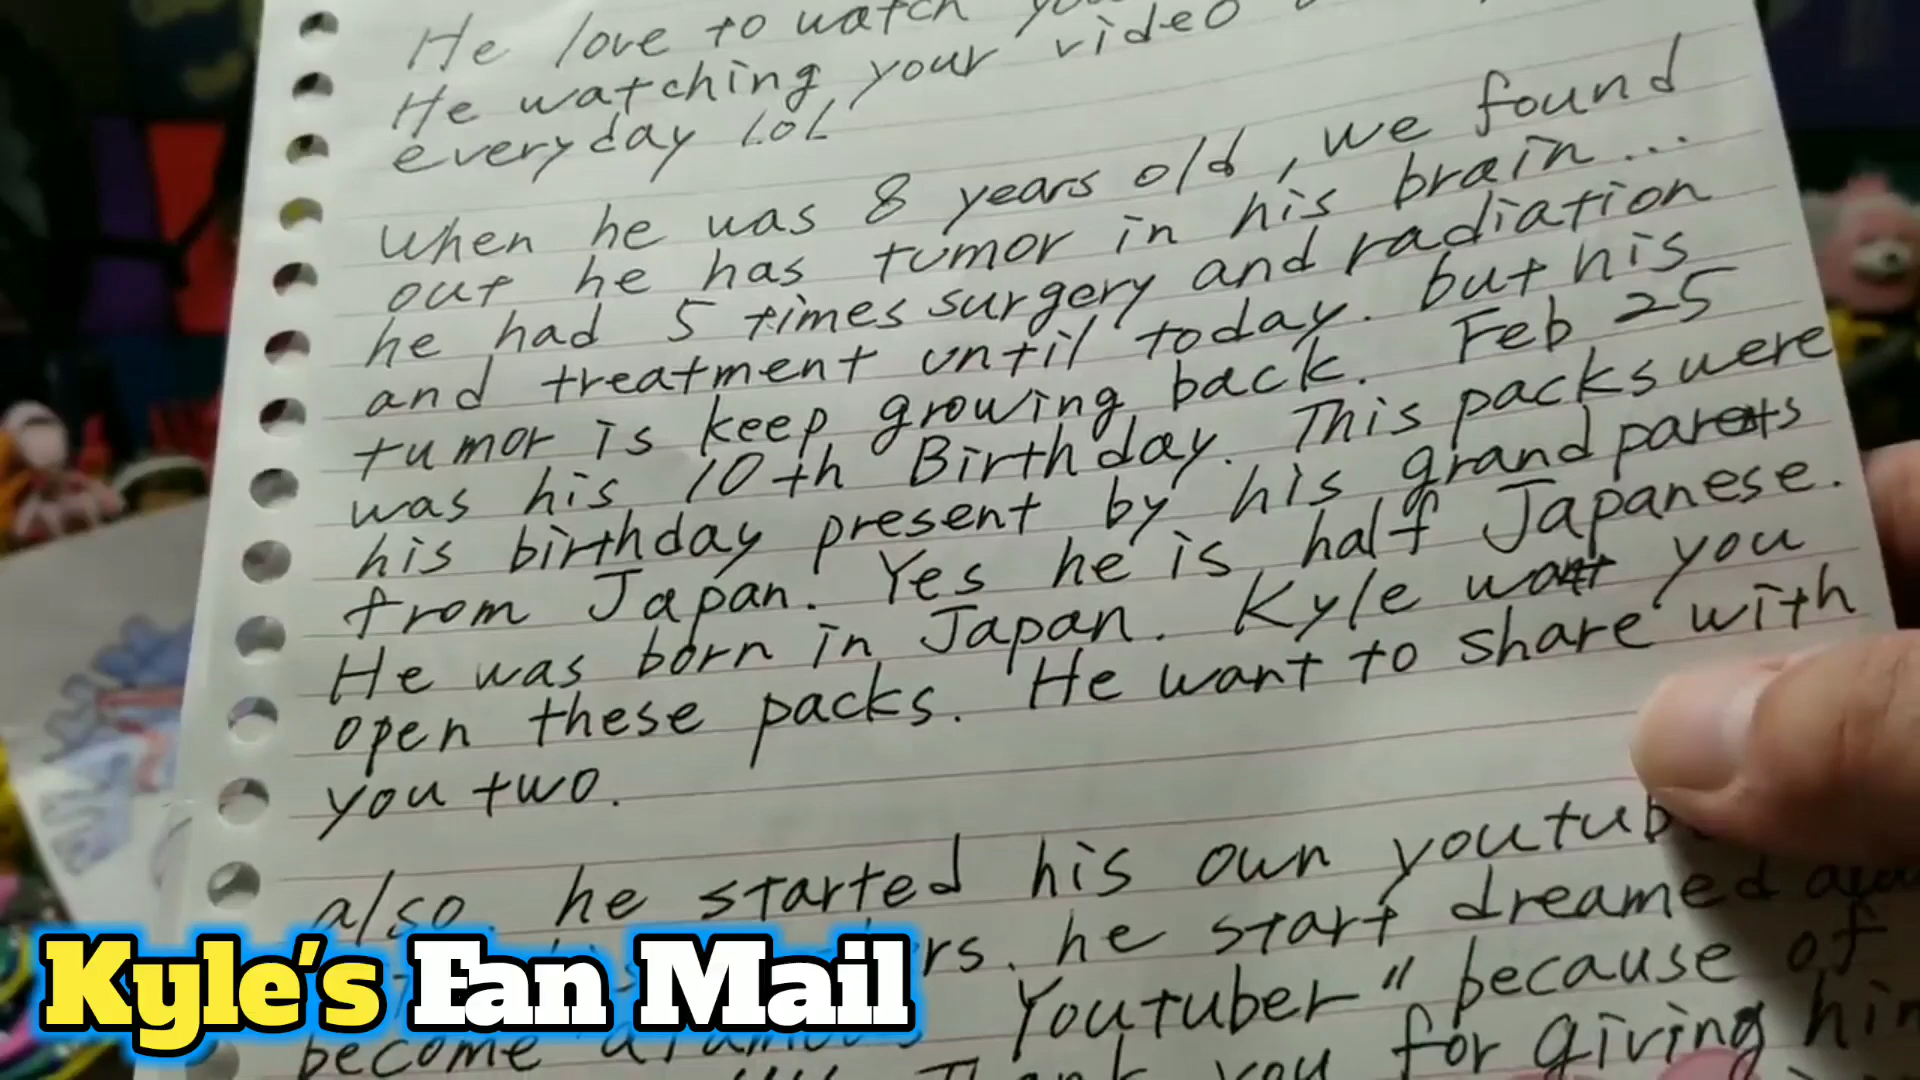 He love to watch
He watching your video
everyday LOL
When he was 8 years old, we found
out he has tumor in his brain...
he had 5 times surgery and radiation
and treatment until today. but his
tumor is keep growing back. Feb 25
was his 10th Birthday. This packs were
his birthday present by his grand parents
from Japan. Yes he is half Japanese.
He was born in Japan. Kyle want you
open these packs. He want to share with
you two.
also. he started his own
he start dreamed
become Youtuber" because of
you for giving
Kyle's Fan Mail